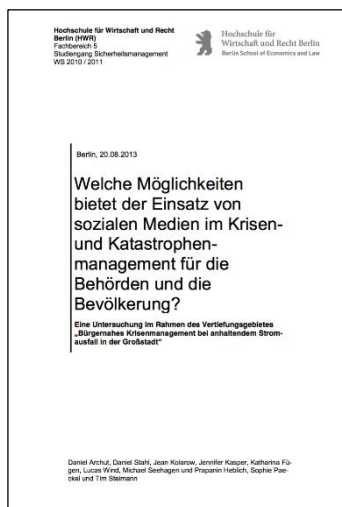 Hochschule für Wirtschaft und Recht
Berlin (HWR)
Fachbereich 5
Studiengang Sicherheitsmanagement
WS 2010 / 2011
Hochschule für
Wirtschaft und Recht Berlin
Berlin School of Economics and Law
Berlin, 20.08.2013
Welche Möglichkeiten
bietet der Einsatz von
sozialen Medien im Krisen-
und Katastrophen-
management für die
Behörden und die
Bevölkerung?
Eine Untersuchung im Rahmen des Vertiefungsgebietes
„Bürgernahes Krisenmanagement bei anhaltendem Strom-
ausfall in der Großstadt“
Daniel Archut, Daniel Stahl, Jean Kolarow, Jennifer Kasper, Katharina Fü-
gen, Lucas Wind, Michael Seehagen und Prapanin Heblich, Sophie Pae-
ckel und Tim Steimann